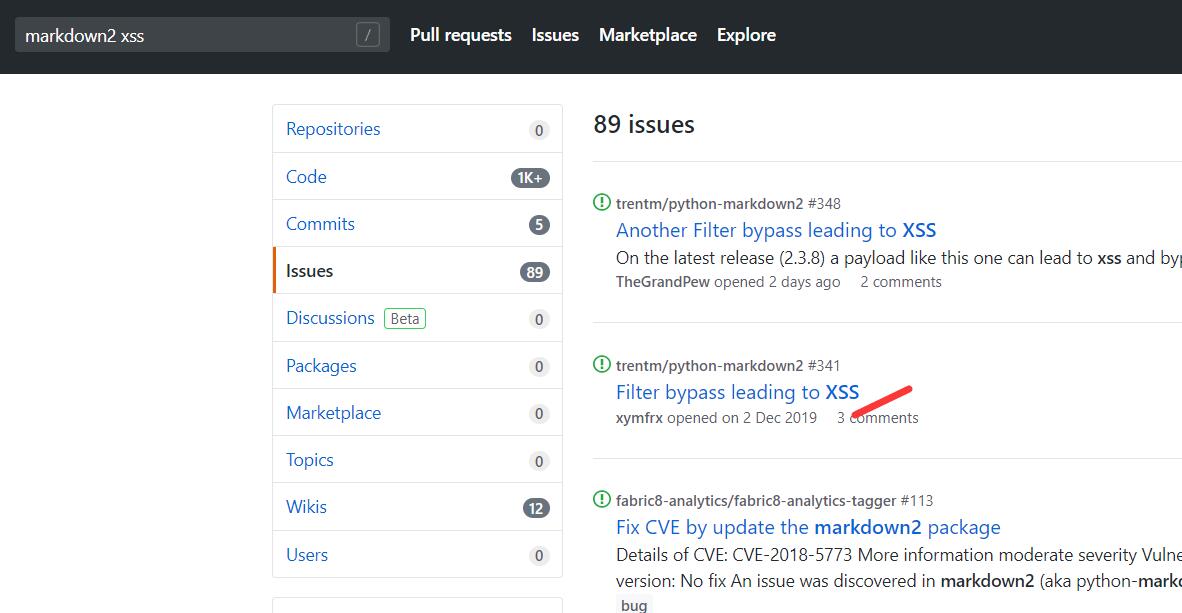 markdown2 xss / Pull requests Issues Marketplace Explore
Repositories 0
Code 1K+
Commits 5
Issues 89
Discussions Beta 0
Packages 0
Marketplace 0
Topics 0
Wikis 12
Users 0
89 issues
trentm/python-markdown2 #348
Another Filter bypass leading to XSS
On the latest release (2.3.8) a payload like this one can lead to xss and
TheGrandPew opened 2 days ago 2 comments
trentm/python-markdown2 #341
Filter bypass leading to XSS
xymfrx opened on 2 Dec 2019 3 comments
fabric8-analytics/fabric8-analytics-tagger #113
Fix CVE by update the markdown2 package
Details of CVE: CVE-2018-5773 More information moderate severity
version: No fix An issue was discovered in markdown2 (aka
bug